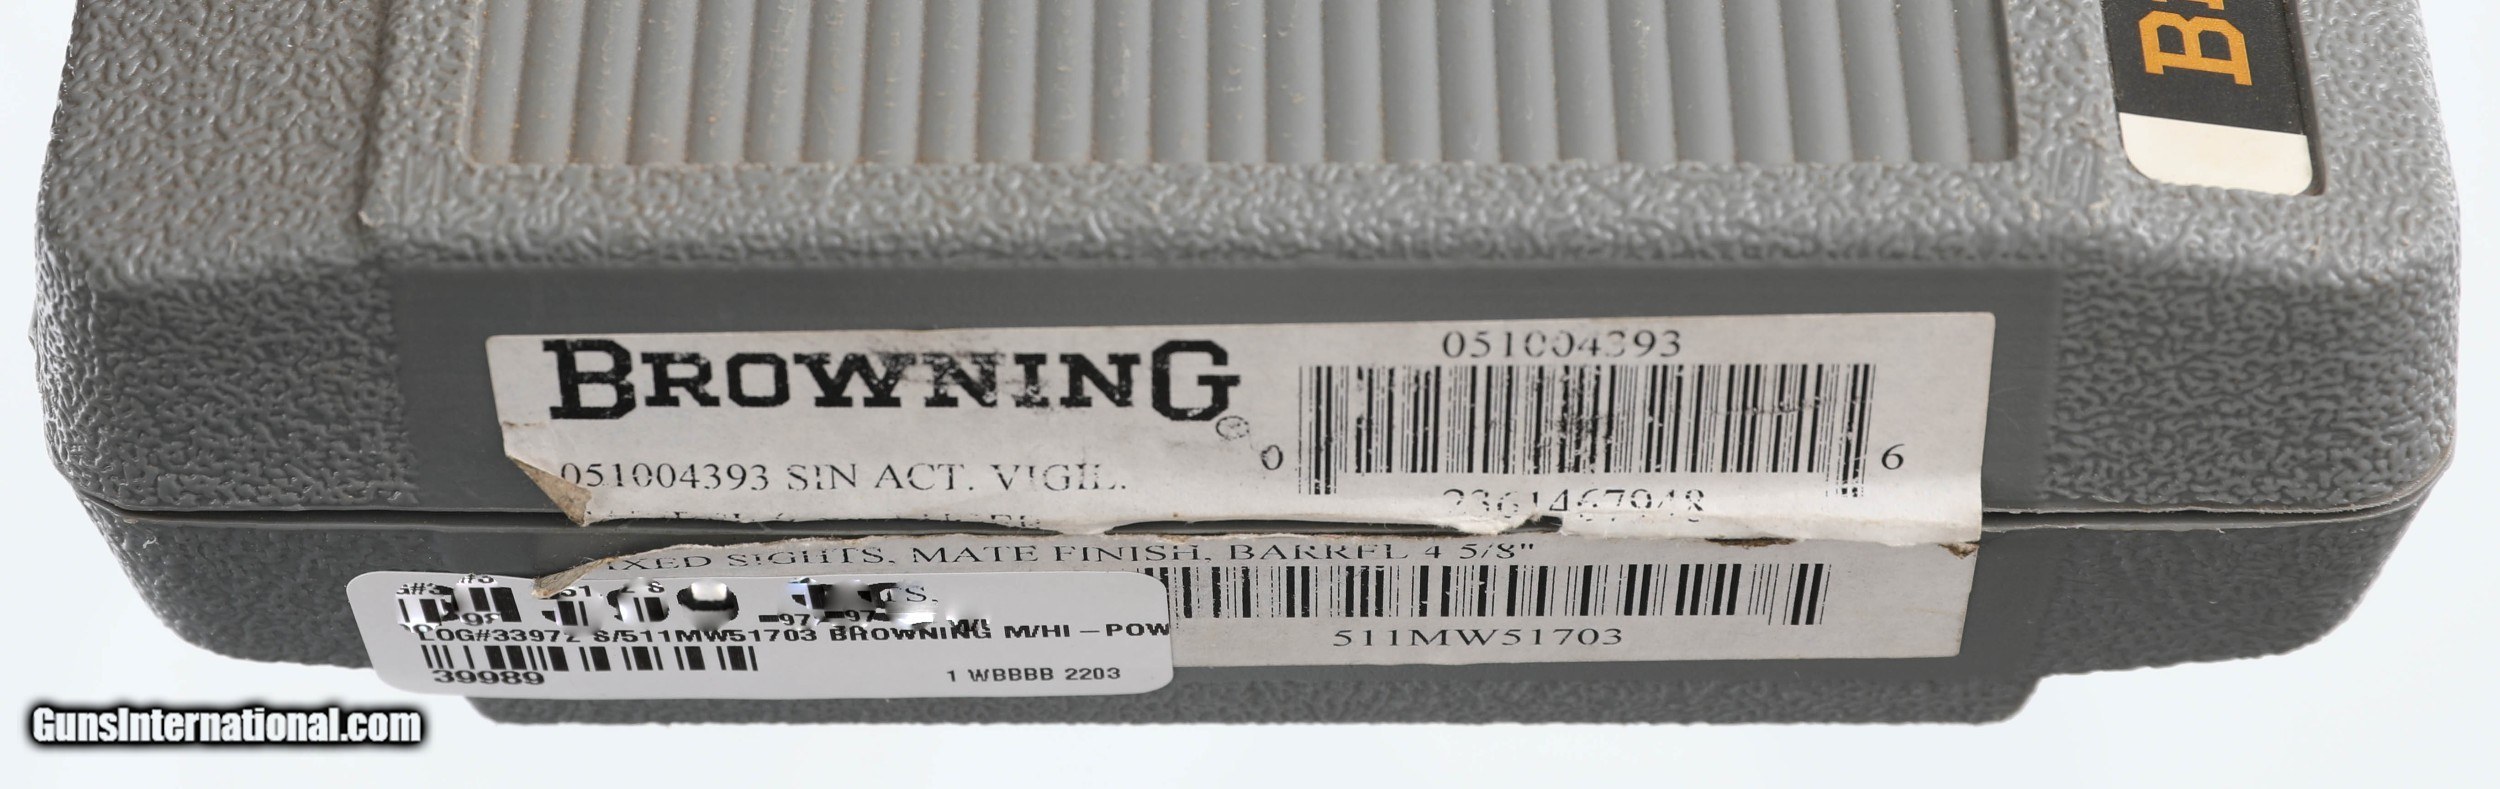 BROWNING®
051004393
051004393 SIN ACT. VIGIL.
0
6
FIXED SIGHTS, MATE FINISH, BARREL 4 5/8"
511MW51703
LOG#33972 S/511MW51703 BROWNING M/HI-POW
39989
1 WBBBB 2203
GunsInternational.com